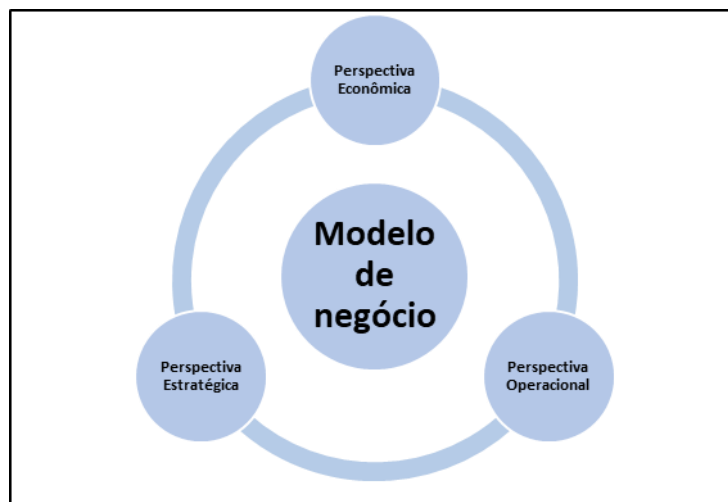 Perspectiva
Econômica
Modelo
de
negócio
Perspectiva
Estratégica
Perspectiva
Operacional